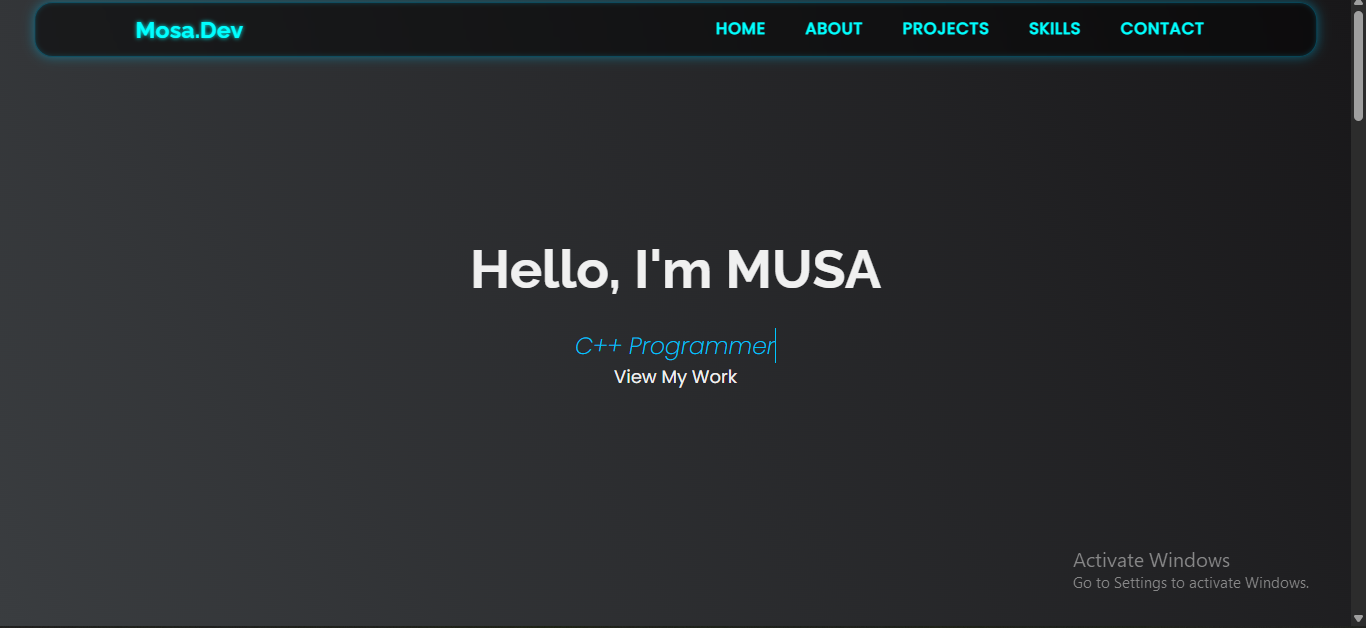 Mosa.Dev HOME ABOUT PROJECTS SKILLS CONTACT
Hello, I'm MUSA
C++ Programmer
View My Work
Activate Windows
Go to Settings to activate Windows.